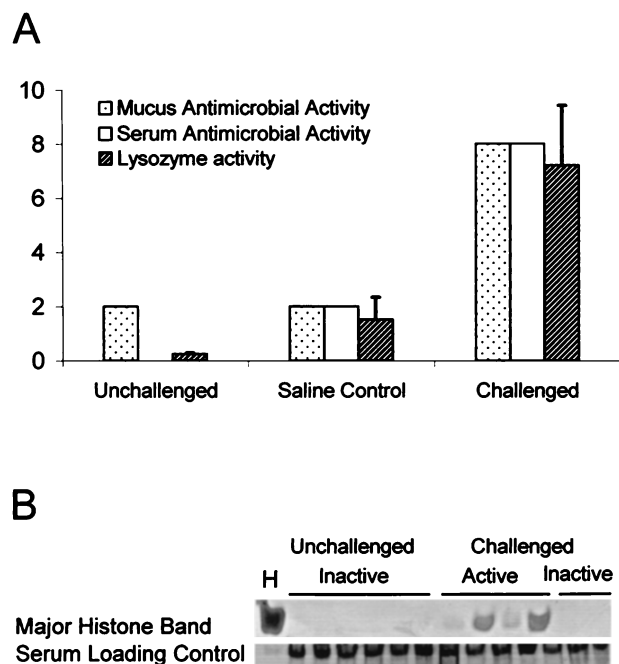 A
10
8
6
4
2
0
Mucus Antimicrobial Activity
Serum Antimicrobial Activity
Lysozyme activity
Unchallenged Saline Control Challenged
B
Unchallenged Challenged
H Inactive Active Inactive
Major Histone Band
Serum Loading Control